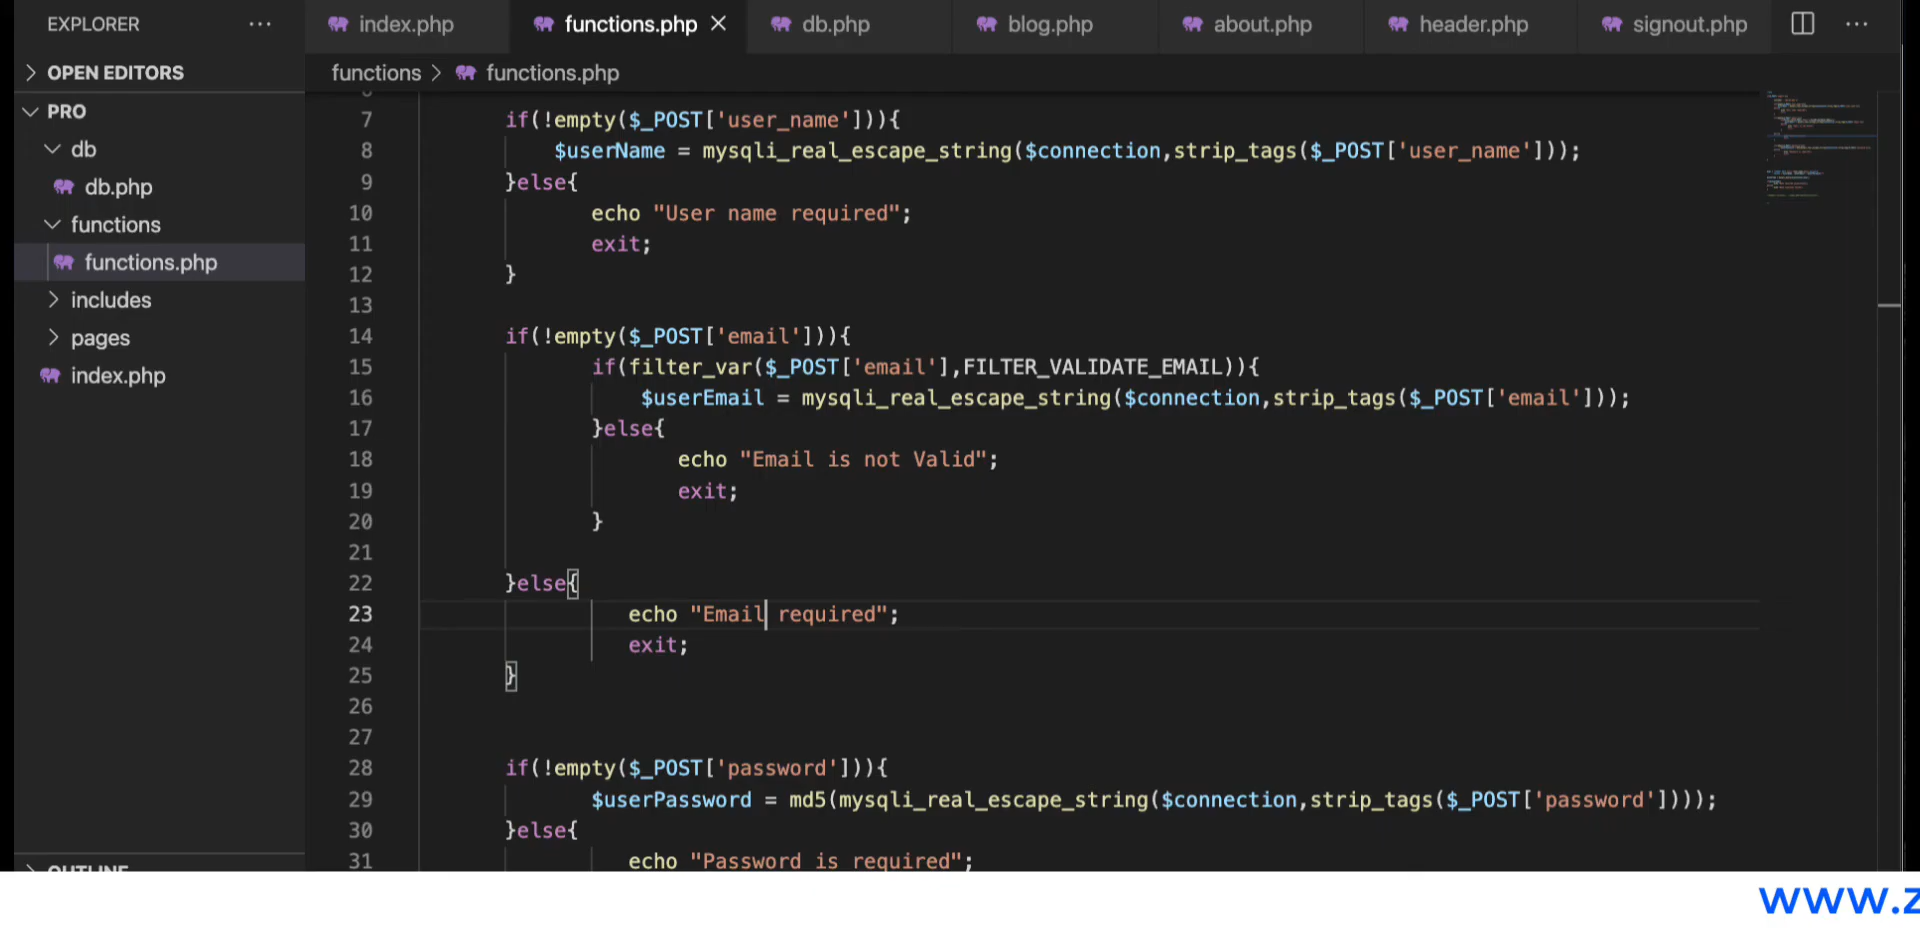 EXPLORER ···
index.php functions.php × db.php blog.php about.php header.php signout.php ···
OPEN EDITORS
functions > functions.php
PRO
db
db.php
functions
functions.php
includes
pages
index.php
7 if(!empty($_POST['user_name'])){
8 $userName = mysqli_real_escape_string($connection,strip_tags($_POST['user_name']));
9 }else{
10 echo "User name required";
11 exit;
12 }
13
14 if(!empty($_POST['email'])){
15 if(filter_var($_POST['email'],FILTER_VALIDATE_EMAIL)){
16 $userEmail = mysqli_real_escape_string($connection,strip_tags($_POST['email']));
17 }else{
18 echo "Email is not Valid";
19 exit;
20 }
21
22 }else{
23 echo "Email required";
24 exit;
25 }
26
27
28 if(!empty($_POST['password'])){
29 $userPassword = md5(mysqli_real_escape_string($connection,strip_tags($_POST['password'])));
30 }else{
31 echo "Password is required";
OUTLINE
www.z